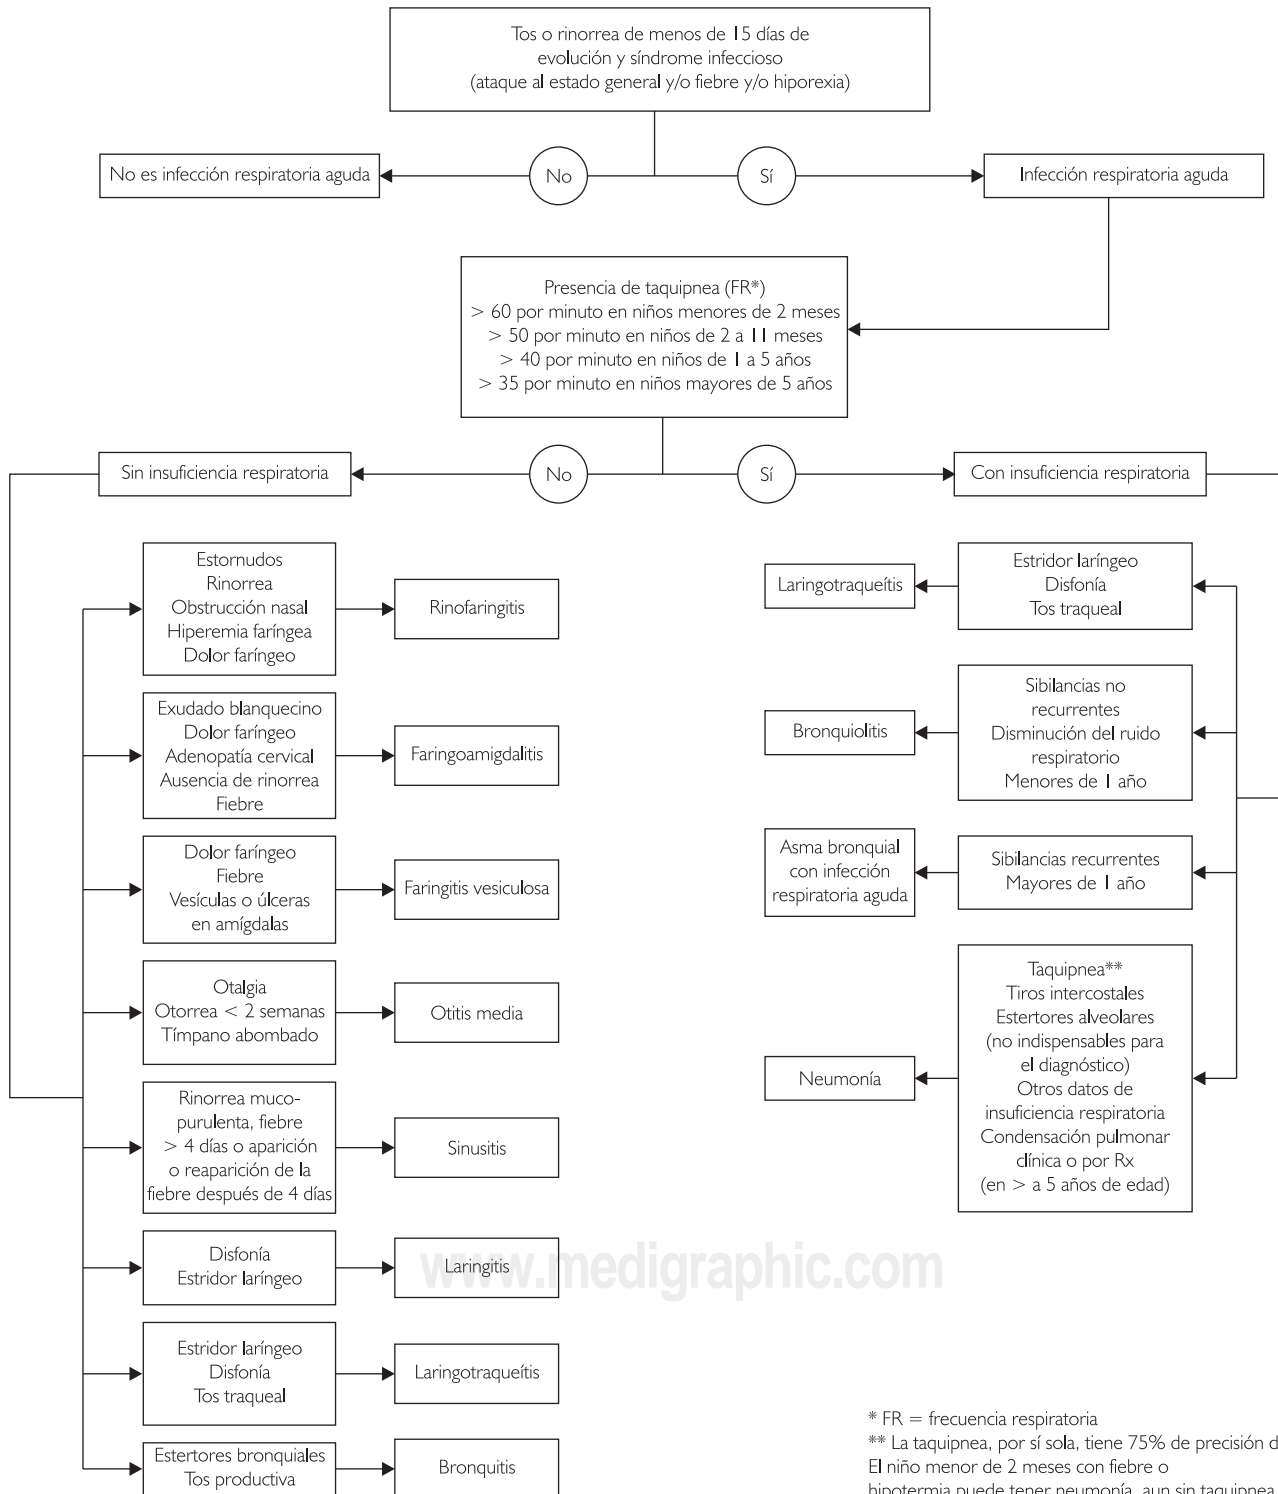 Tos o rinorrea de menos de 15 días de
evolución y síndrome infeccioso
(ataque al estado general y/o fiebre y/o hiporexia)
No es infección respiratoria aguda
No
Sí
Infección respiratoria aguda
Presencia de taquipnea (FR*)
> 60 por minuto en niños menores de 2 meses
> 50 por minuto en niños de 2 a 11 meses
> 40 por minuto en niños de 1 a 5 años
> 35 por minuto en niños mayores de 5 años
Sin insuficiencia respiratoria
No
Sí
Con insuficiencia respiratoria
Estornudos
Rinorrea
Obstrucción nasal
Hiperemia faríngea
Dolor faríngeo
Rinofaringitis
Exudado blanquecino
Dolor faríngeo
Adenopatía cervical
Ausencia de rinorrea
Fiebre
Faringoamigdalitis
Dolor faríngeo
Fiebre
Vesículas o úlceras
en amígdalas
Faringitis vesiculosa
Otalgia
Otorrea < 2 semanas
Tímpano abombado
Otitis media
Rinorrea muco-
purulenta, fiebre
> 4 días o aparición
o reaparición de la
fiebre después de 4 días
Sinusitis
Disfonía
Estridor laríngeo
Laringitis
Estridor laríngeo
Disfonía
Tos traqueal
Laringotraqueítis
Estertores bronquiales
Tos productiva
Bronquitis
Laringotraqueítis
Estridor laríngeo
Disfonía
Tos traqueal
Bronquiolitis
Sibilancias no
recurrentes
Disminución del ruido
respiratorio
Menores de 1 año
Asma bronquial
con infección
respiratoria aguda
Sibilancias recurrentes
Mayores de 1 año
Neumonía
Taquipnea**
Tiros intercostales
Estertores alveolares
(no indispensables para
el diagnóstico)
Otros datos de
insuficiencia respiratoria
Condensación pulmonar
clínica o por Rx
(en > a 5 años de edad)
www.medigraphic.com
* FR = frecuencia respiratoria
** La taquipnea, por sí sola, tiene 75% de precisión
El niño menor de 2 meses con fiebre o
hipotermia puede tener neumonía, aun sin taquipnea